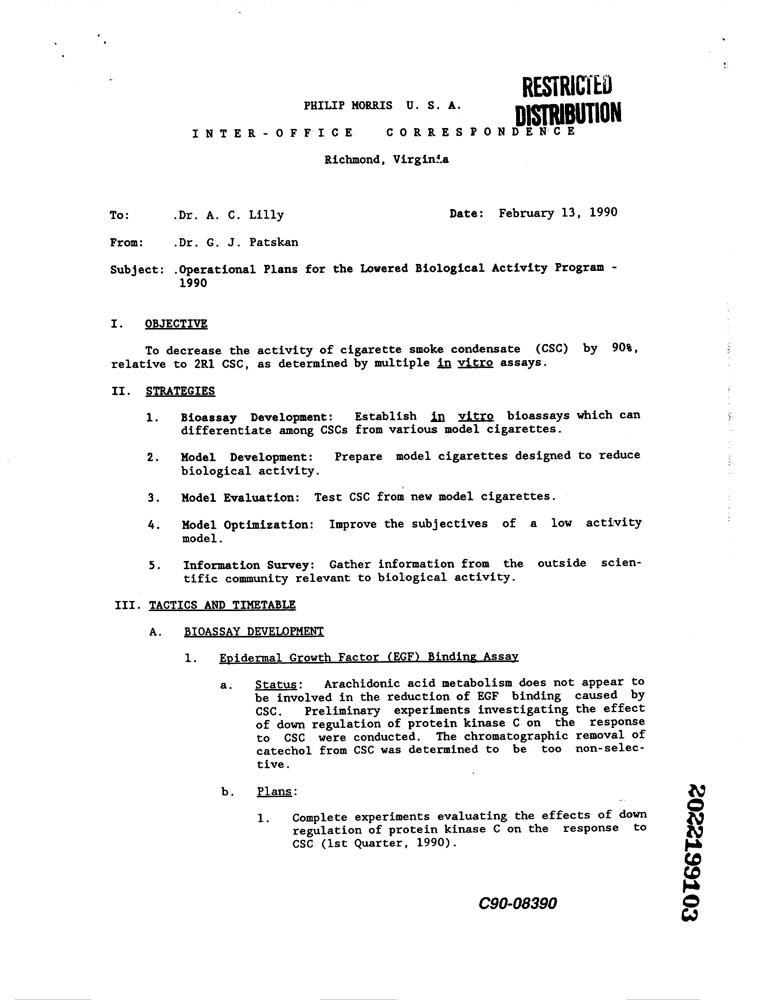 RESTRICTED
PHILIP MORRIS U. S. A.
DISTRIBUTION
INTER-OFFICE CORRESPONDENCE
Richmond, Virginia
To: .Dr. A. C. Lilly Date: February 13, 1990
From: .Dr. G. J. Patskan
Subject: .Operational Plans for the Lowered Biological Activity Program -
1990
I. OBJECTIVE
To decrease the activity of cigarette smoke condensate (CSC) by 90%,
relative to 2R1 CSC, as determined by multiple in vitro assays.
II. STRATEGIES
1. Bioassay Development: Establish in vitro bioassays which can
differentiate among CSCs from various model cigarettes.
2. Model Development: Prepare model cigarettes designed to reduce
biological activity.
3. Model Evaluation: Test CSC from new model cigarettes.
4. Model Optimization: Improve the subjectives of a low activity
model.
5. Information Survey: Gather information from the outside scien-
tific community relevant to biological activity.
III. TACTICS AND TIMETABLE
A. BIOASSAY DEVELOPMENT
1. Epidermal Growth Factor (EGF) Binding Assay
a. Status: Arachidonic acid metabolism does not appear to
be involved in the reduction of EGF binding caused by
CSC. Preliminary experiments investigating the effect
of down regulation of protein kinase C on the response
to CSC were conducted. The chromatographic removal of
catechol from CSC was determined to be too non-selec-
tive.
b. Plans:
1. Complete experiments evaluating the effects of down
regulation of protein kinase C on the response to
CSC (1st Quarter, 1990).
C90-08390
2022199103